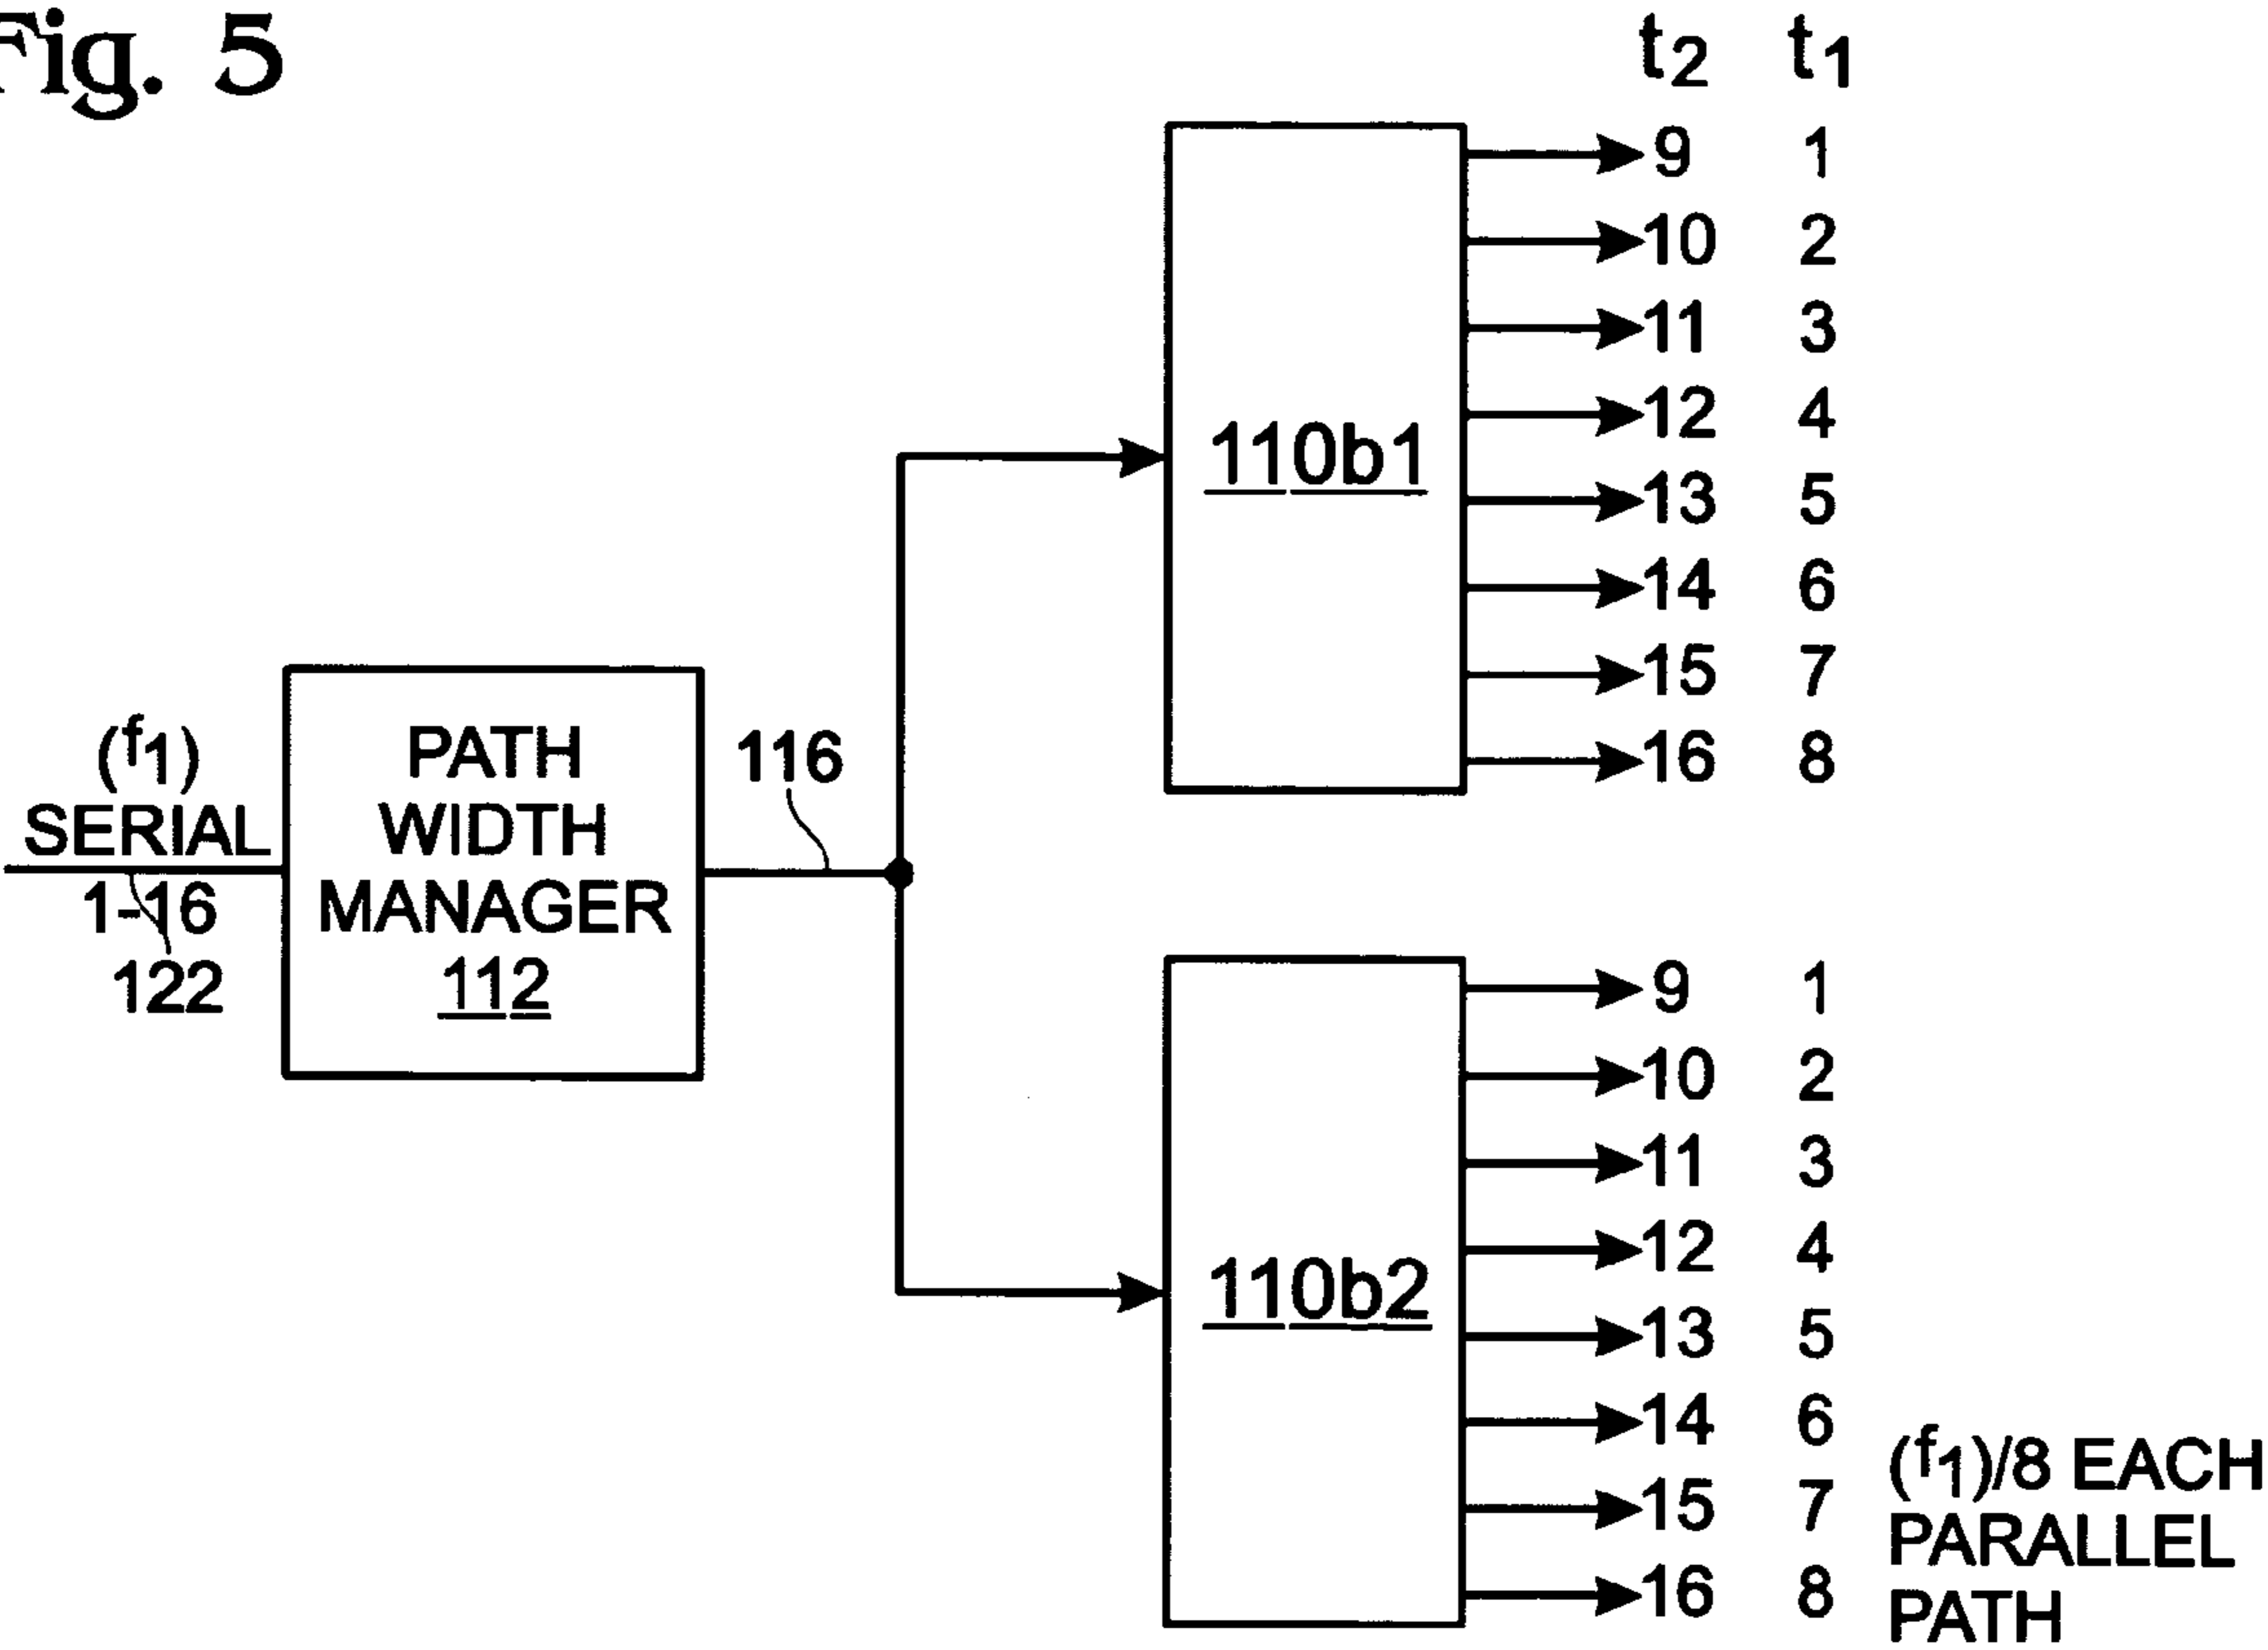 Fig. 5
t2 t1
9 1
10 2
11 3
12 4
110b1
13 5
14 6
15 7
16 8
(f1)
SERIAL
1-16
122
PATH
WIDTH
MANAGER
112
116
9 1
10 2
11 3
12 4
110b2
13 5
14 6
15 7
16 8
(f1)/8 EACH
PARALLEL
PATH